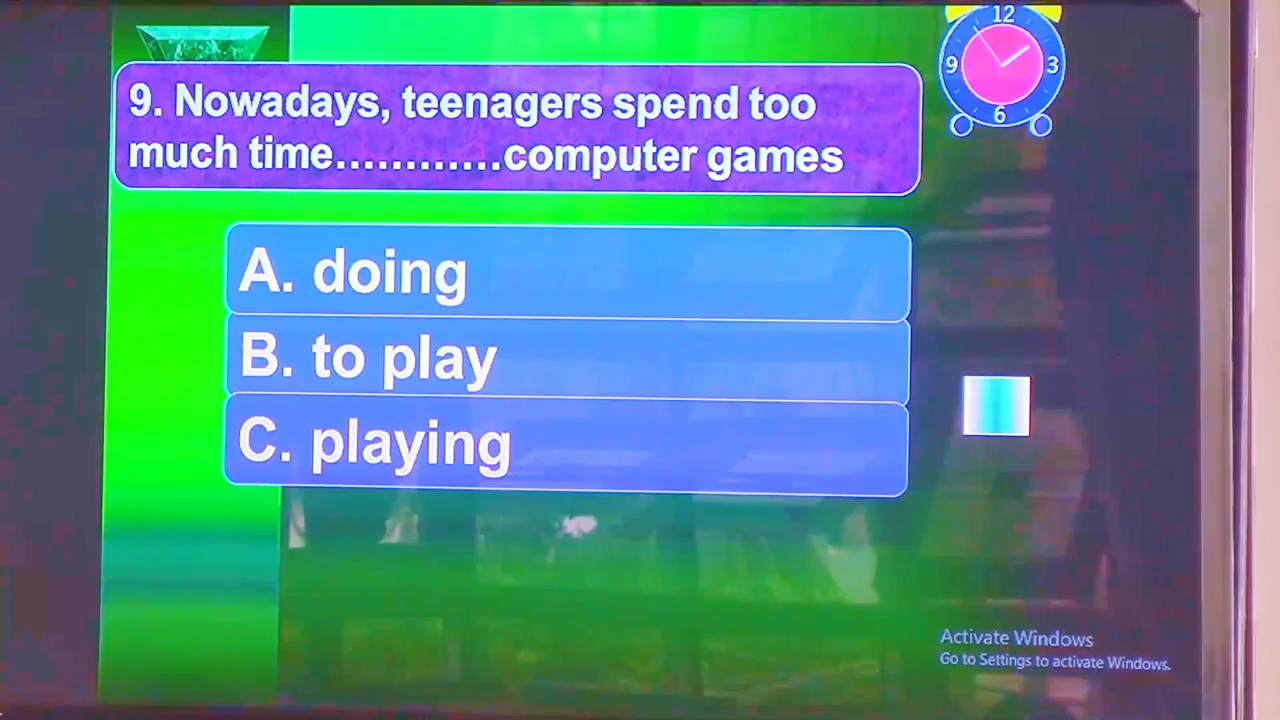 12
9
3
6
9. Nowadays, teenagers spend too
much time............computer games
A. doing
B. to play
C. playing
Activate Windows
Go to Settings to activate Windows.